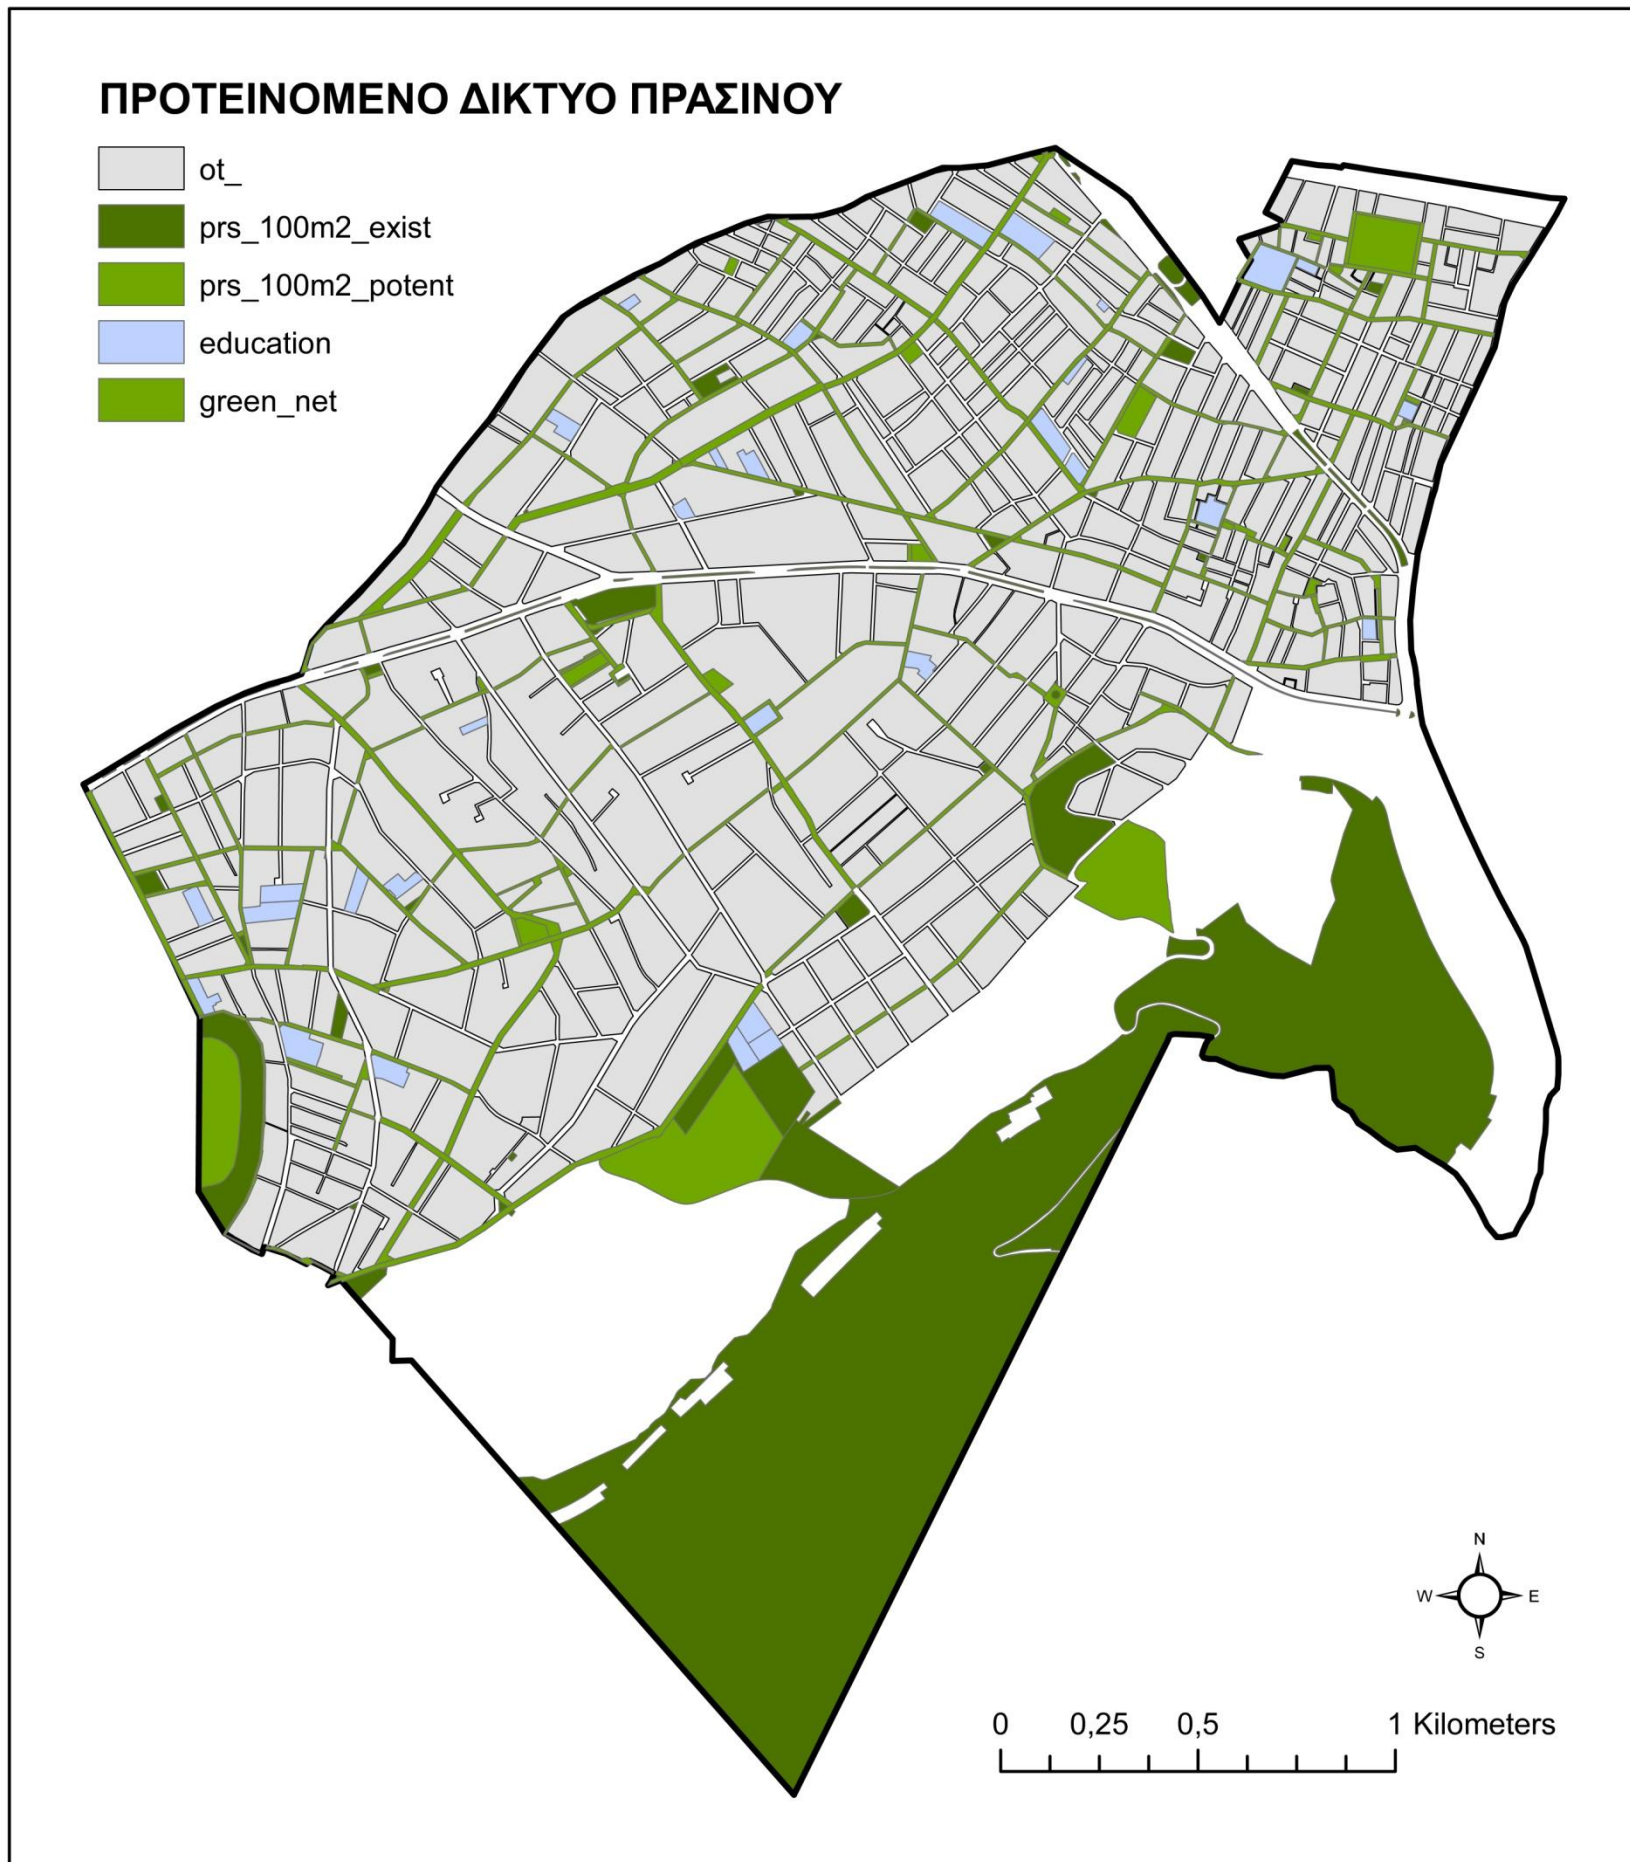 ΠΡΟΤΕΙΝΟΜΕΝΟ ΔΙΚΤΥΟ ΠΡΑΣΙΝΟΥ
ot_
prs_100m2_exist
prs_100m2_potent
education
green_net
N
W E
S
0 0,25 0,5 1 Kilometers